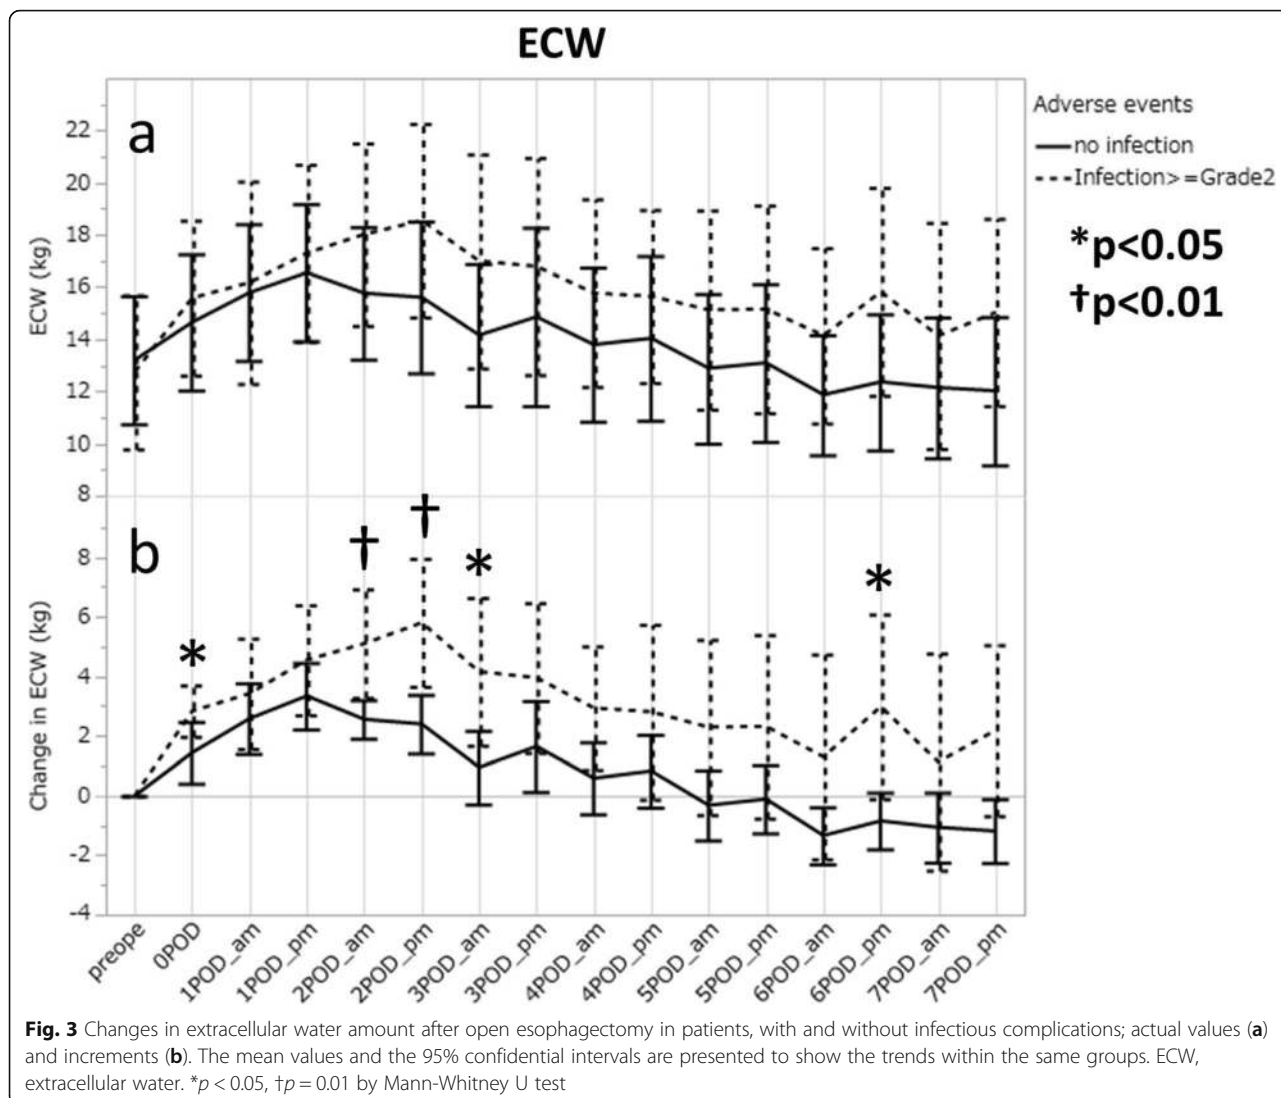 ECW
a
ECW (kg)
22
20
18
16
14
12
10
8
Adverse events
no infection
Infection>=Grade2
*p<0.05
†p<0.01
b
†
†
*
*
*
Change in ECW (kg)
8
6
4
2
0
-2
-4
preope
0POD
1POD_am
1POD_pm
2POD_am
2POD_pm
3POD_am
3POD_pm
4POD_am
4POD_pm
5POD_am
5POD_pm
6POD_am
6POD_pm
7POD_am
7POD_pm
Fig. 3 Changes in extracellular water amount after open esophagectomy in patients, with and without infectious complications; actual values (a)
and increments (b). The mean values and the 95% confidential intervals are presented to show the trends within the same groups. ECW,
extracellular water. *p < 0.05, †p = 0.01 by Mann-Whitney U test